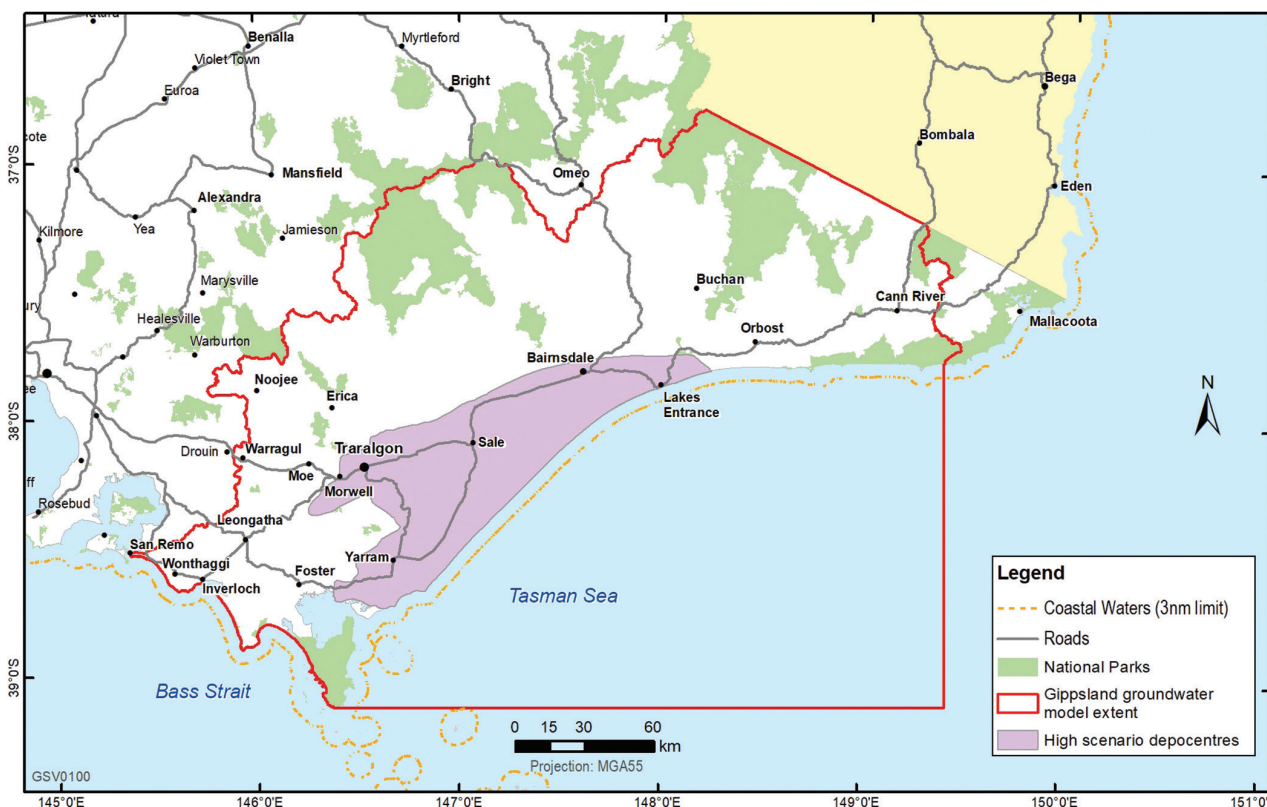 Benalla
Myrtleford
Violet Town
Bright
Euroa
Bega
Bombala
37°S
Omeo
Mansfield
Eden
Alexandra
Yea
Jamieson
Kilmore
Marysville
Buchan
Cann River
Mallacoota
Healesville
Orbost
Warburton
Bairnsdale
Noojee
Lakes
Entrance
Erica
N
38°S
Sale
Traralgon
Drouin
Warragul
Moe
Morwell
Rosebud
Leongatha
San Remo
Yarram
Wonthaggi
Foster
Inverloch
Tasman Sea
Legend
Coastal Waters (3nm limit)
Roads
National Parks
Gippsland groundwater
model extent
High scenario depocentres
39°S
Bass Strait
0 15 30 60
km
Projection: MGA55
GSV0100
145°0'E 146°0'E 147°0'E 148°0'E 149°0'E 150°0'E 151°0'E